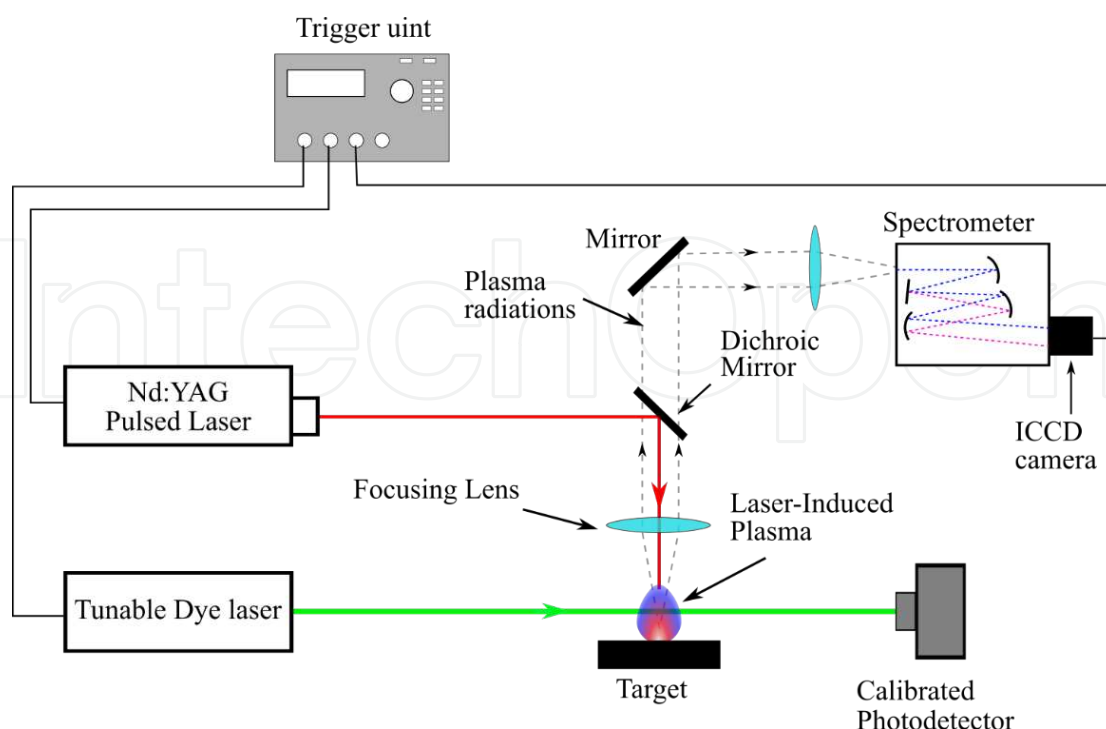 Trigger uint
Spectrometer
Mirror
Plasma
radiations
Dichroic
Mirror
Nd:YAG
Pulsed Laser
ICCD
camera
Focusing Lens
Laser-Induced
Plasma
Tunable Dye laser
Target
Calibrated
Photodetector
IntechOpen